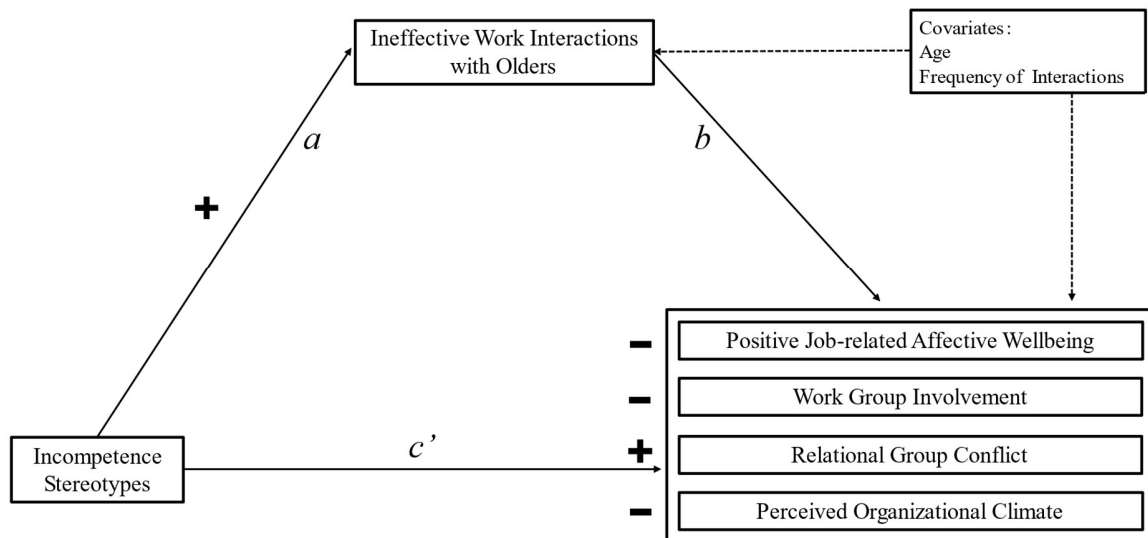 Ineffective Work Interactions
with Olders
Covariates:
Age
Frequency of Interactions
a
b
+
Incompetence
Stereotypes
c’
−
Positive Job-related Affective Wellbeing
−
Work Group Involvement
+
Relational Group Conflict
−
Perceived Organizational Climate